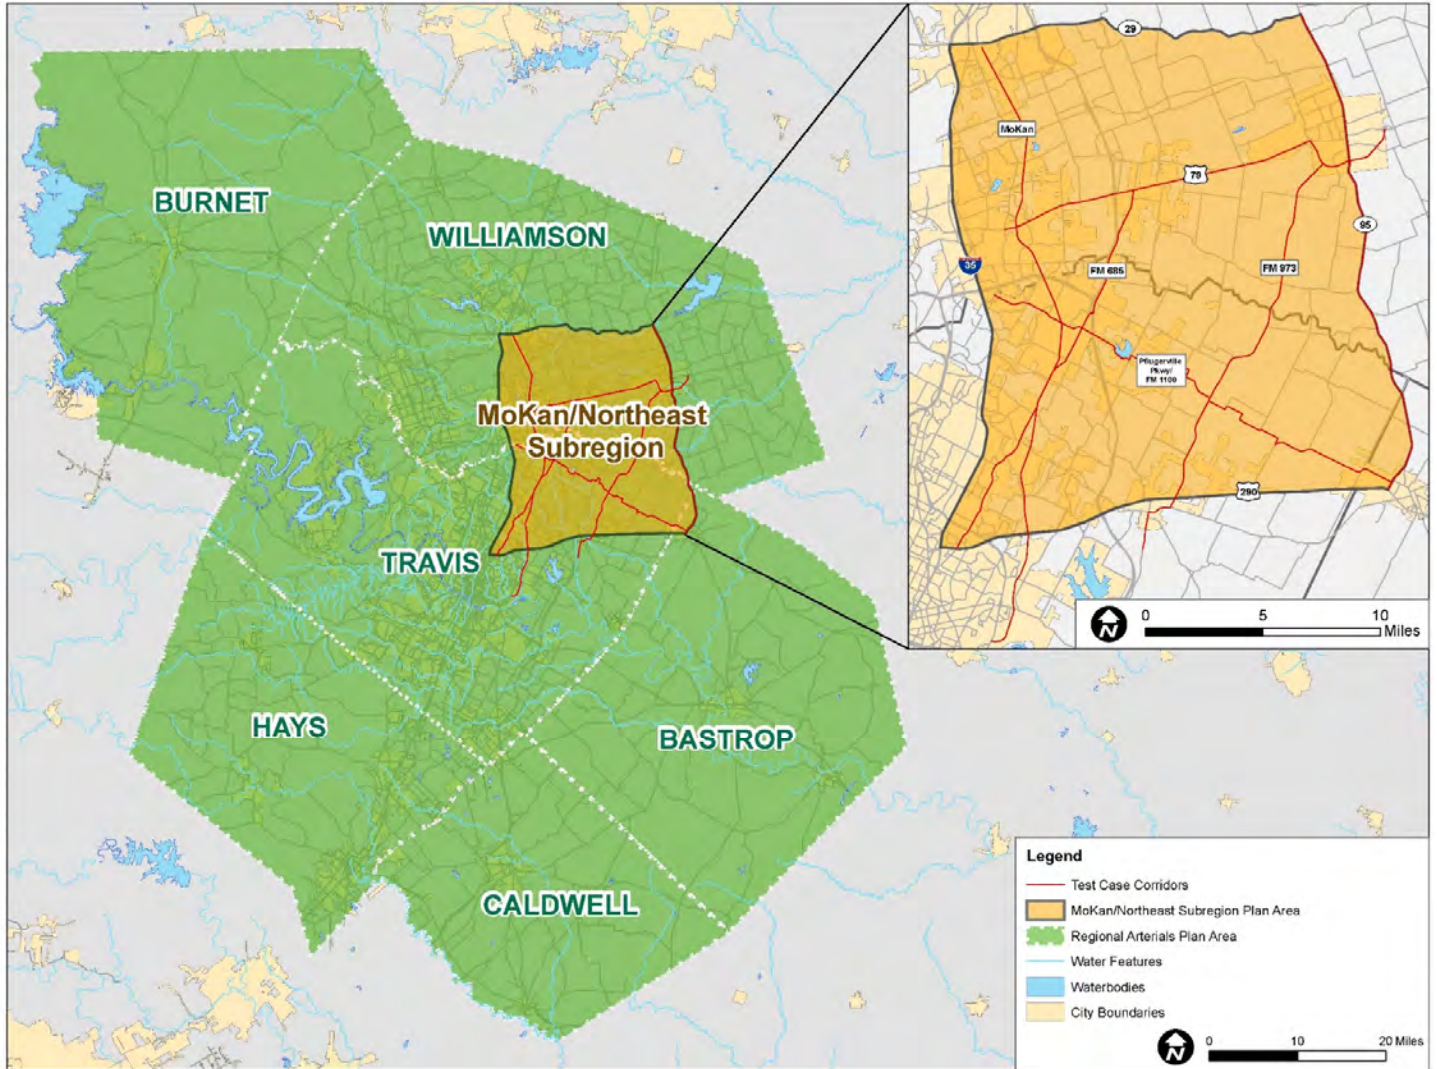 BURNET
WILLIAMSON
MoKan/Northeast
Subregion
TRAVIS
HAYS
BASTROP
CALDWELL
29
MoKan
79
95
35
FM 685
FM 973
Pflugerville
Pkwy/
FM 1100
290
N
0 5 10
Miles
Legend
Test Case Corridors
MoKan/Northeast Subregion Plan Area
Regional Arterials Plan Area
Water Features
Waterbodies
City Boundaries
N
0 10 20 Miles